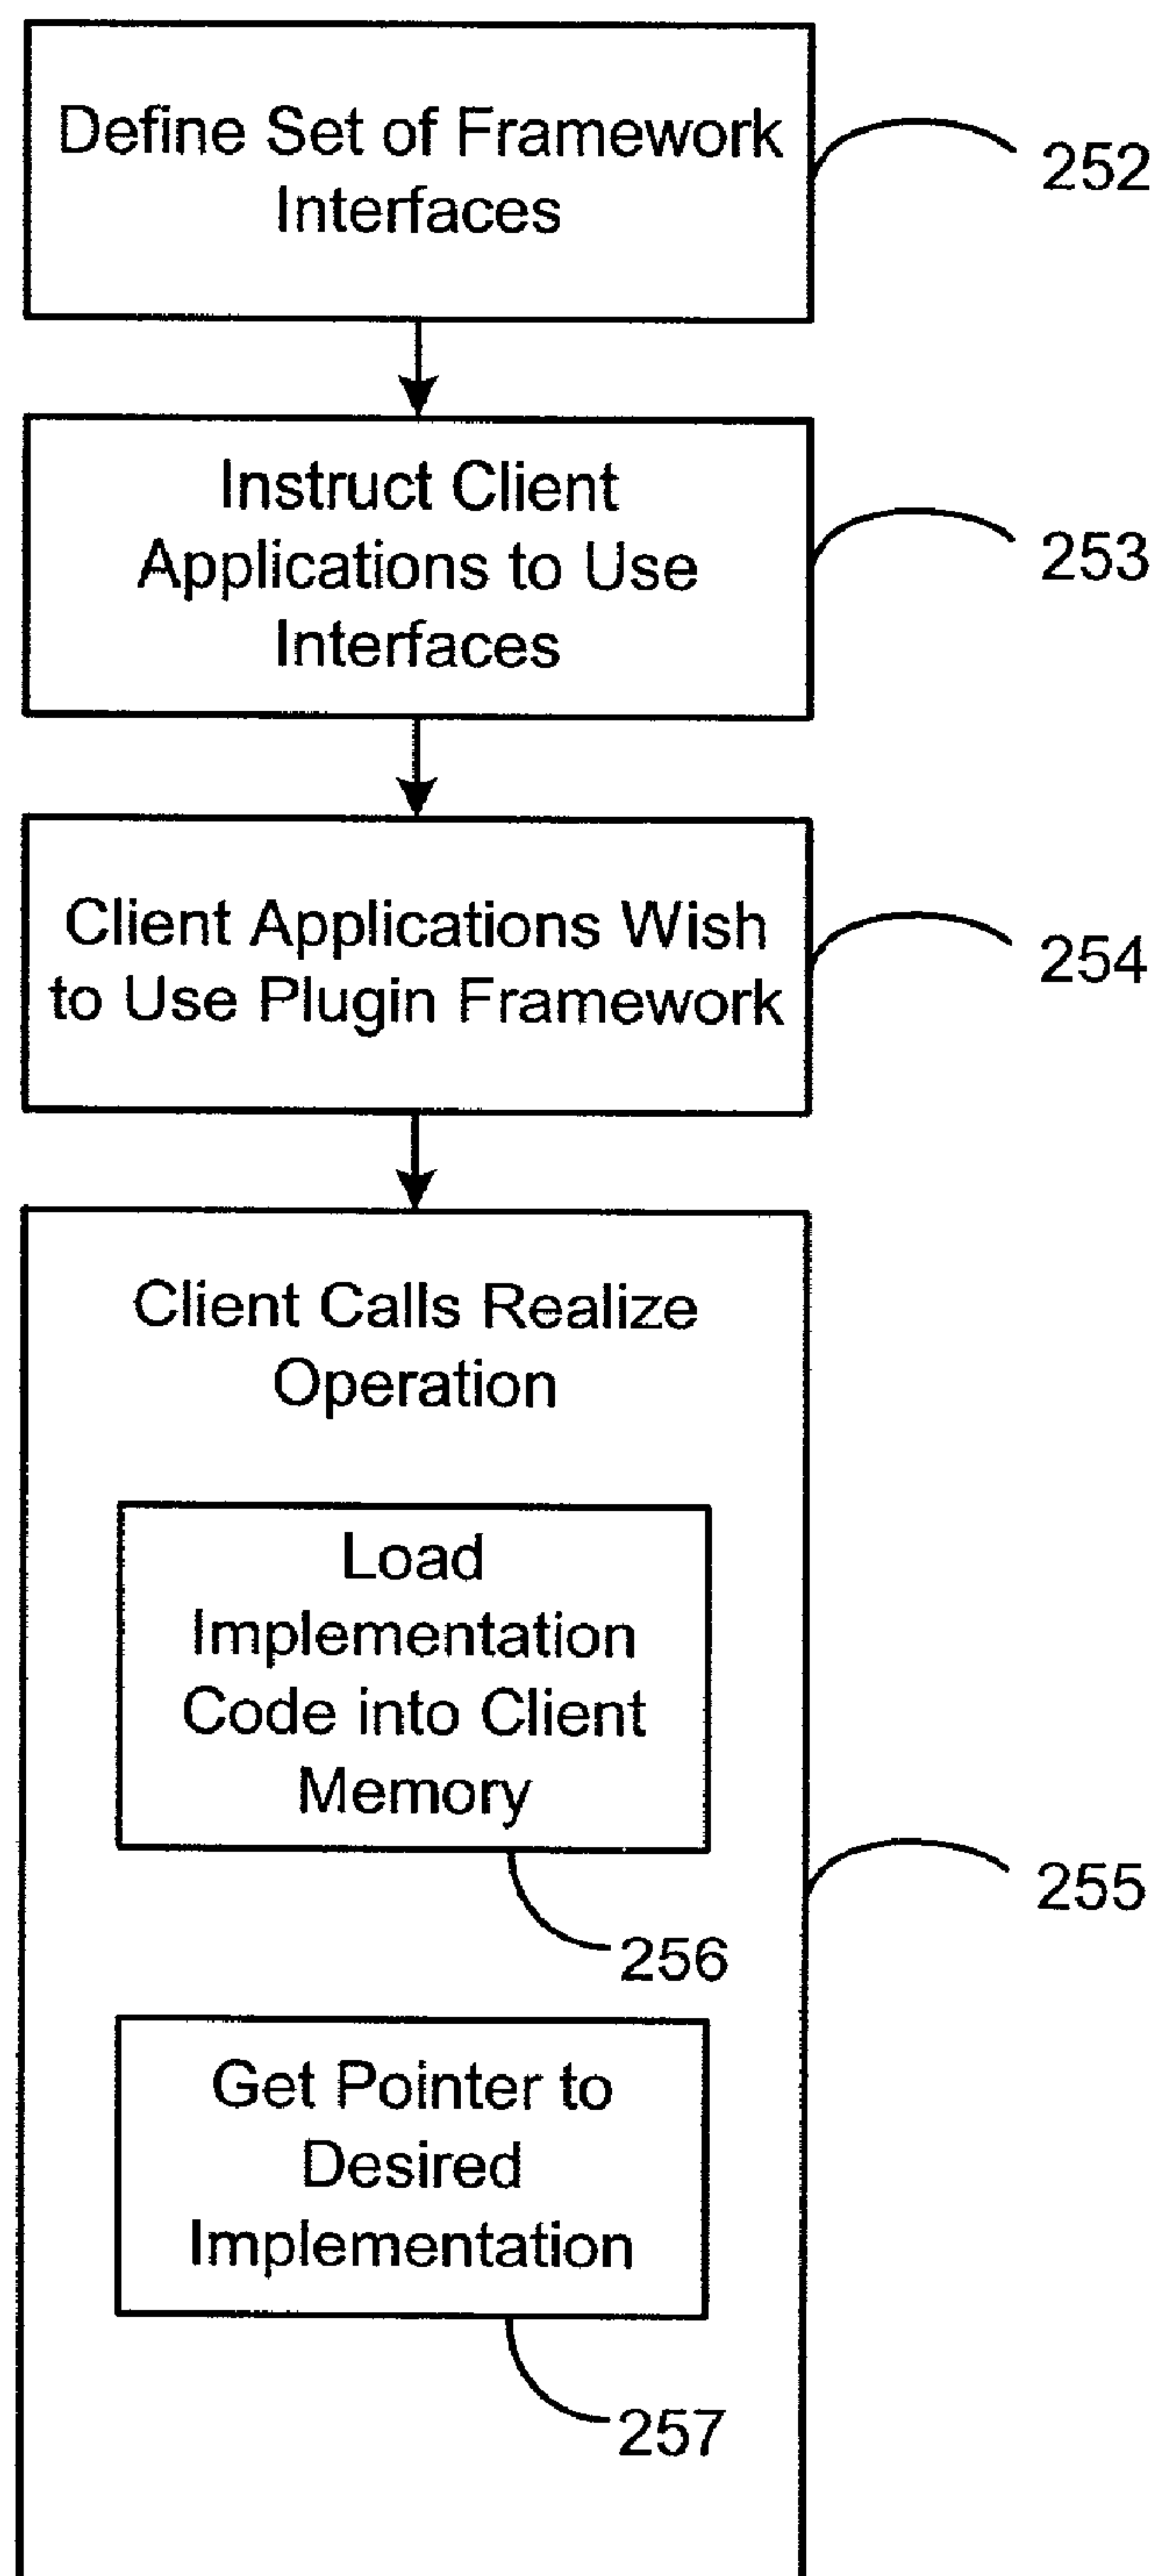 Define Set of Framework
Interfaces
252
Instruct Client
Applications to Use
Interfaces
253
Client Applications Wish
to Use Plugin Framework
254
Client Calls Realize
Operation
Load
Implementation
Code into Client
Memory
255
256
Get Pointer to
Desired
Implementation
257